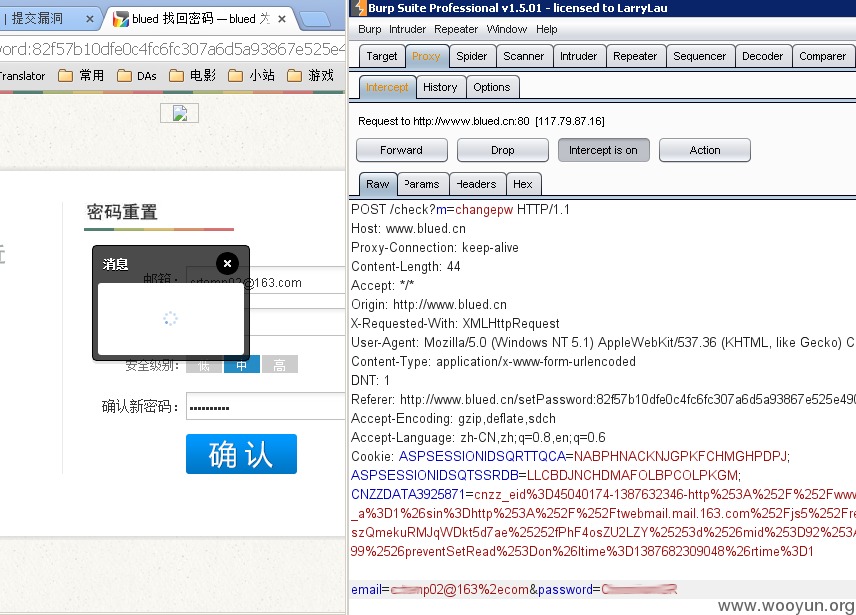 | 提交漏洞
blued 找回密码 — blued 为
ord:82f57b10dfe0c4fc6fc307a6d5a93867e525e4
Translator
常用
DAs
电影
小站
游戏
密码重置
消息
@163.com
安全级别：
低
中
高
确认新密码：
••••••••••
确认
Burp Suite Professional v1.5.01 - licensed to LarryLau
Burp Intruder Repeater Window Help
Target Proxy Spider Scanner Intruder Repeater Sequencer Decoder Comparer
Intercept History Options
Request to http://www.blued.cn:80 [117.79.87.16]
Forward Drop Intercept is on Action
Raw Params Headers Hex
POST /check?m=changepw HTTP/1.1
Host: www.blued.cn
Proxy-Connection: keep-alive
Content-Length: 44
Accept: */*
Origin: http://www.blued.cn
X-Requested-With: XMLHttpRequest
User-Agent: Mozilla/5.0 (Windows NT 5.1) AppleWebKit/537.36 (KHTML, like Gecko) C
Content-Type: application/x-www-form-urlencoded
DNT: 1
Referer: http://www.blued.cn/setPassword:82f57b10dfe0c4fc6fc307a6d5a93867e525e490
Accept-Encoding: gzip,deflate,sdch
Accept-Language: zh-CN,zh;q=0.8,en;q=0.6
Cookie: ASPSESSIONIDSQRTTQCA=NABPHNACKNJGPKFCHMGHPDPJ;
ASPSESSIONIDSQTSSRDB=LLCBDJNCHDMAFOLBPCOLPKGM;
CNZZDATA3925871=cnzz_eid%3D45040174-1387632346-http%253A%252F%252Fwww
_a%3D1%26sin%3Dhttp%253A%252F%252Ftwebmail.mail.163.com%252Fjs5%252Fre
szQmekuRMJqWDkt5d7ae%25252fPhF4osZU2LZY%25253d%2526mid%253D92%253A
99%2526preventSetRead%253Don%26ltime%3D1387682309048%26rtime%3D1
email= mp02@163%2ecom&password=
www.wooyun.org